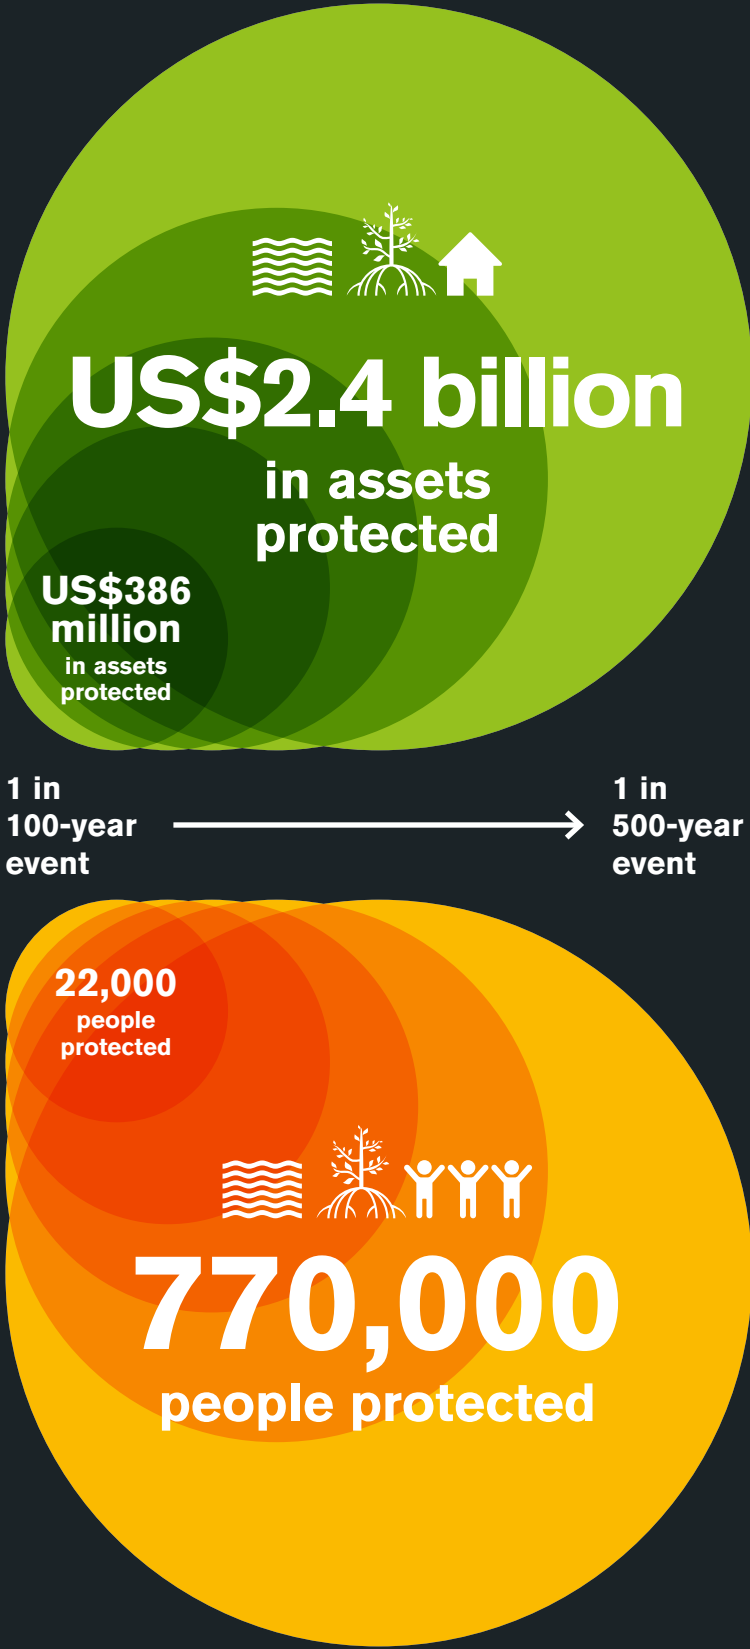 US$2.4 billion
in assets
protected
US$386
million
in assets
protected
1 in
100-year
event
1 in
500-year
event
22,000
people
protected
770,000
people protected